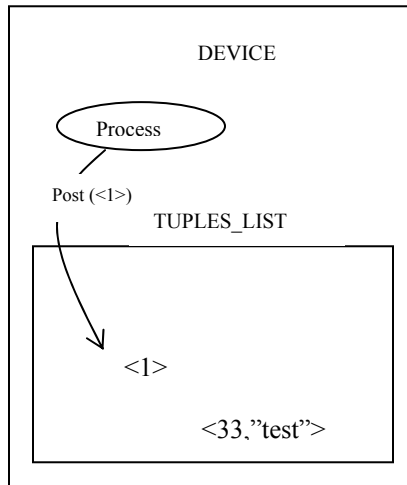 DEVICE
Process
Post (<1>)
TUPLES_LIST
<1>
<33,”test”>